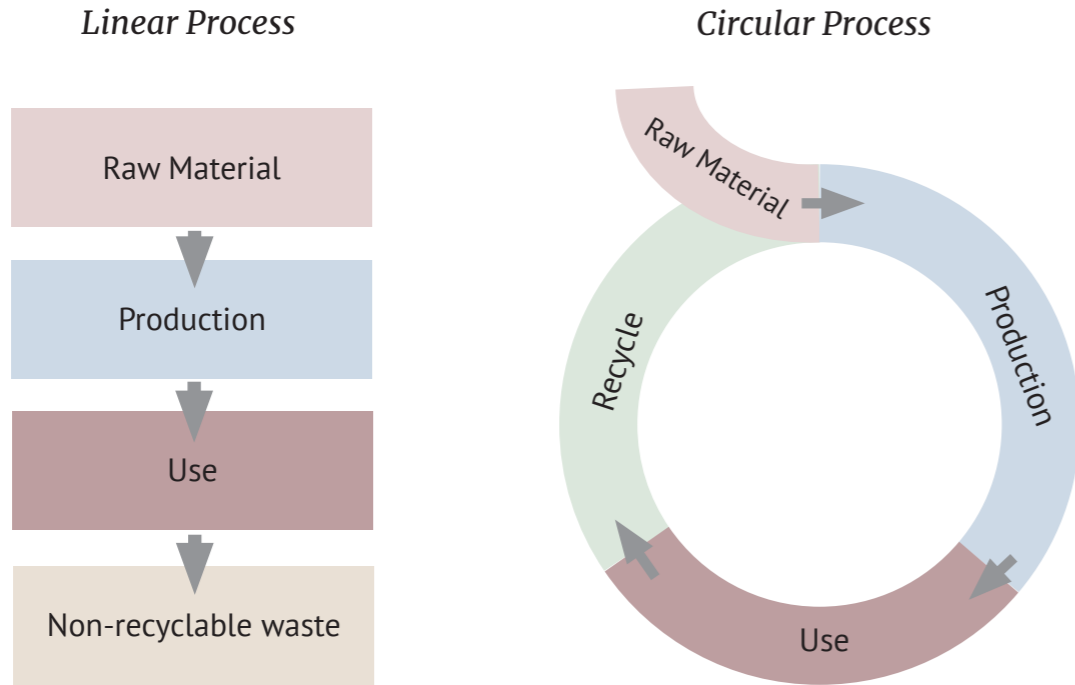 Linear Process
Raw Material
Production
Use
Non-recyclable waste
Circular Process
Raw Material
Production
Use
Recycle